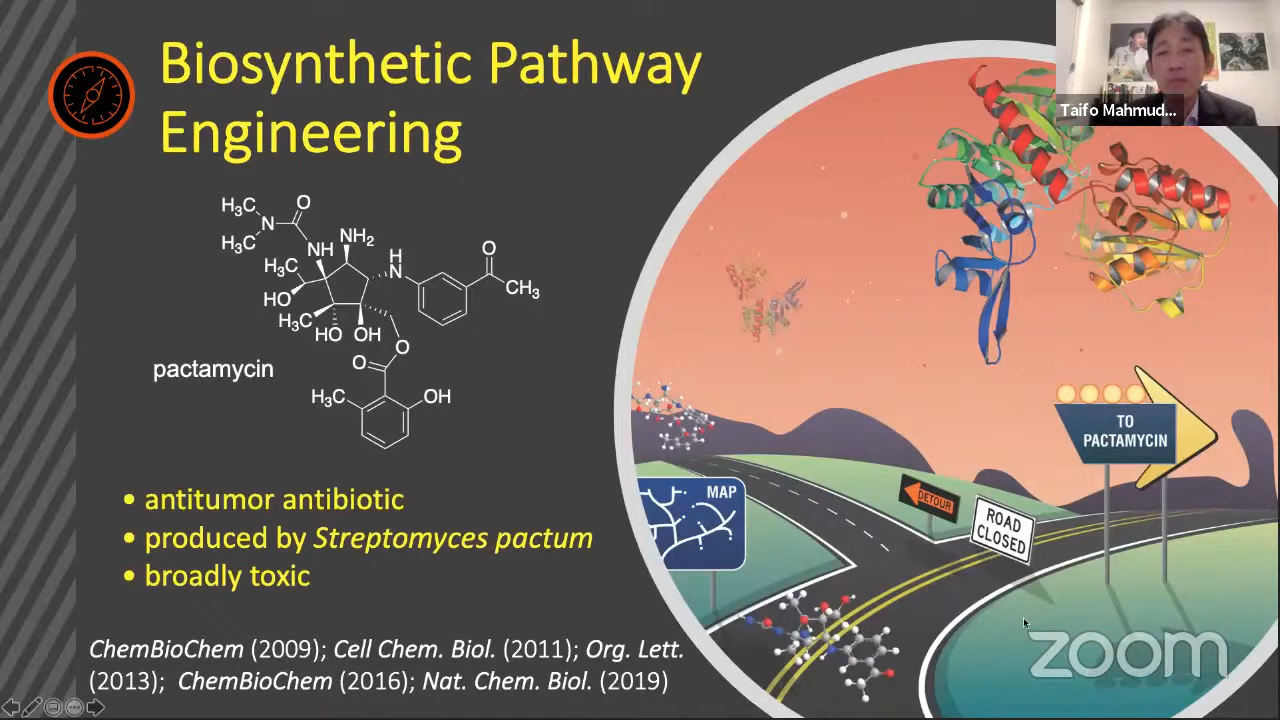 Biosynthetic Pathway
Engineering
Taifo Mahmud...
H₃C
O
N
H₃C
NH
NH₂
H
N
O
CH₃
H₃C
HO
H₃C
HO
OH
O
O
H₃C
OH
pactamycin
• antitumor antibiotic
• produced by Streptomyces pactum
• broadly toxic
ChemBioChem (2009); Cell Chem. Biol. (2011); Org. Lett.
(2013); ChemBioChem (2016); Nat. Chem. Biol. (2019)
TO
PACTAMYCIN
MAP
DETOUR
ROAD
CLOSED
zoom